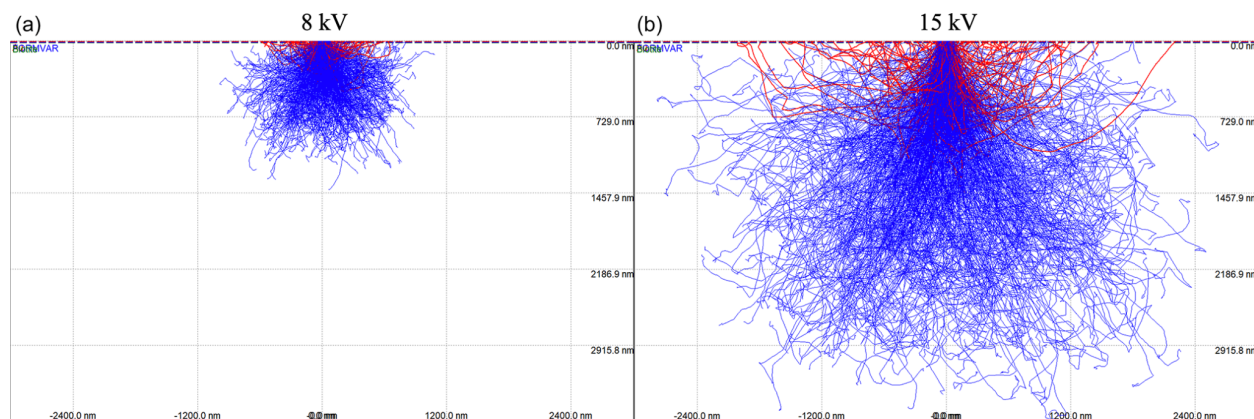 (a)
8 kV
0.0 nm
729.0 nm
1457.9 nm
2186.9 nm
2915.8 nm
-2400.0 nm
-1200.0 nm
1200.0 nm
2400.0 nm
(b)
15 kV
0.0 nm
729.0 nm
1457.9 nm
2186.9 nm
2915.8 nm
-2400.0 nm
-1200.0 nm
1200.0 nm
2400.0 nm